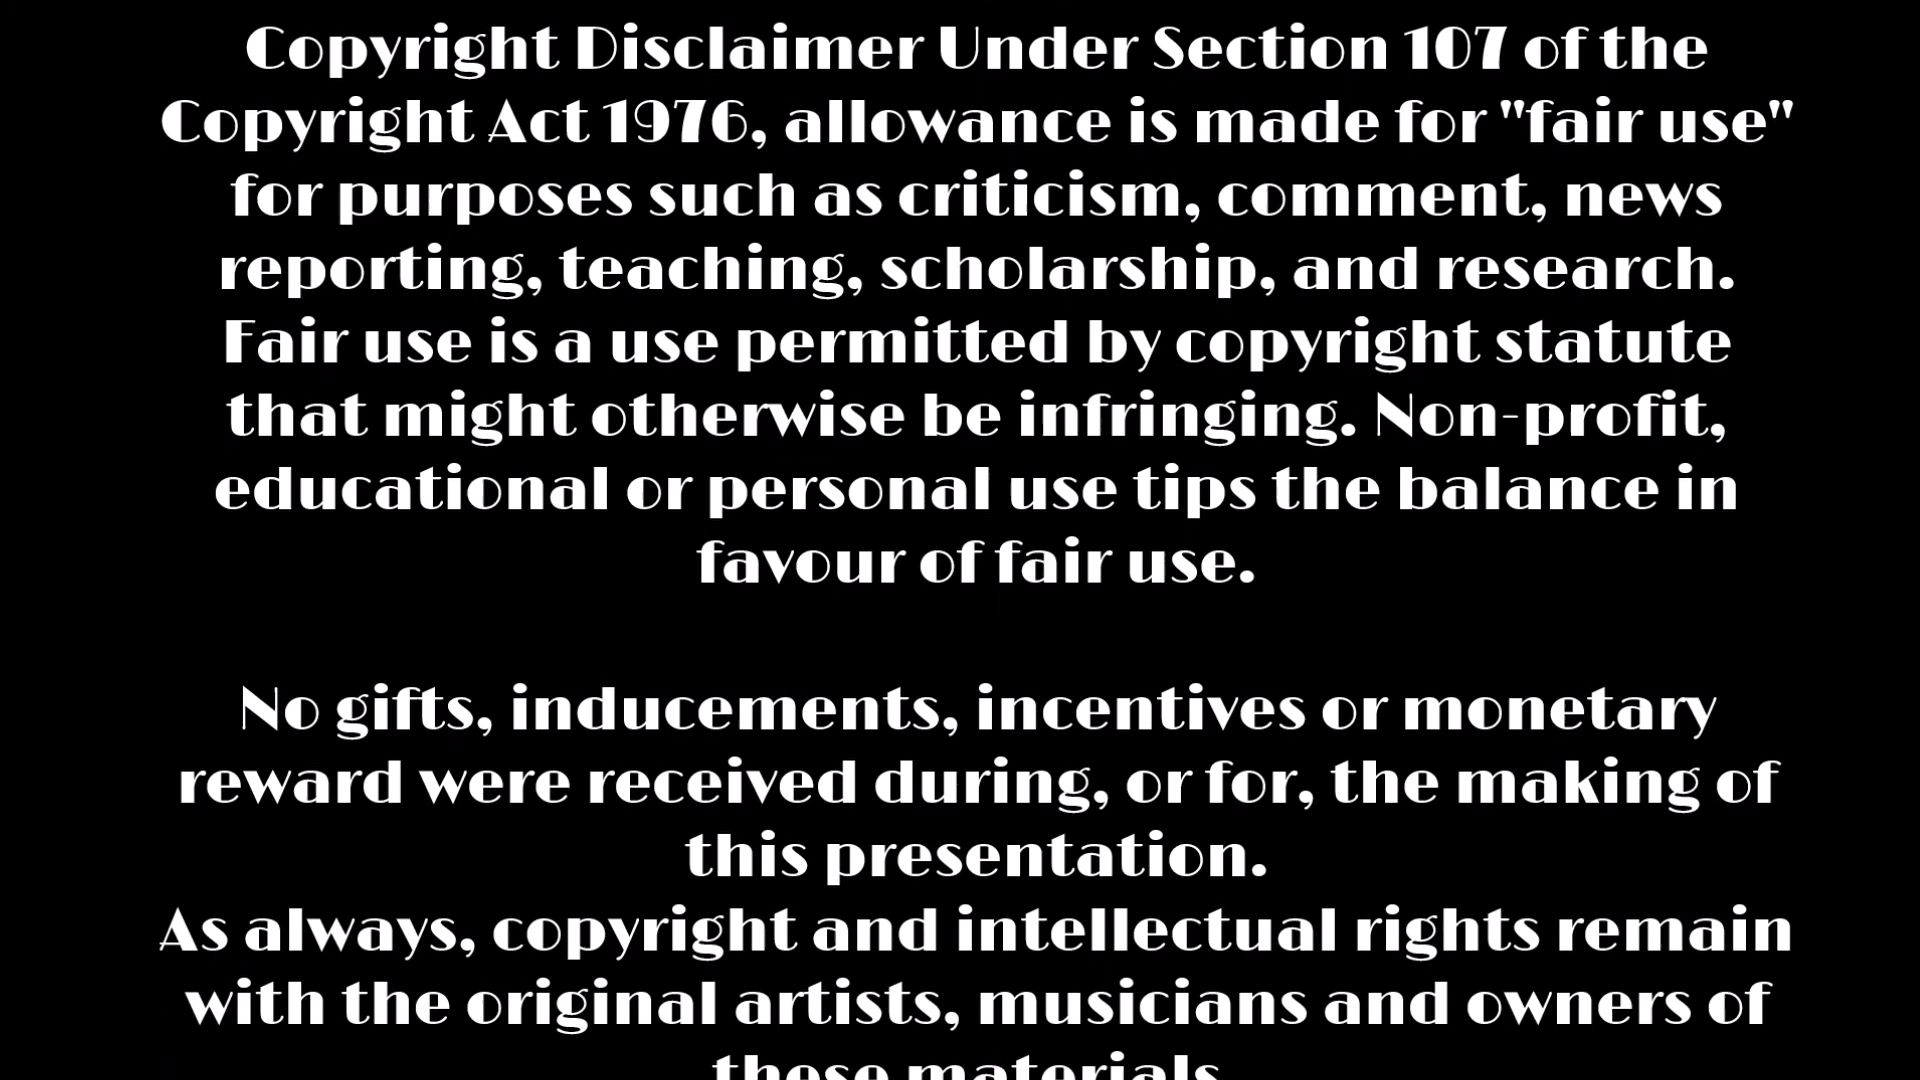 Copyright Disclaimer Under Section 107 of the
Copyright Act 1976, allowance is made for "fair use"
for purposes such as criticism, comment, news
reporting, teaching, scholarship, and research.
Fair use is a use permitted by copyright statute
that might otherwise be infringing. Non-profit,
educational or personal use tips the balance in
favour of fair use.
No gifts, inducements, incentives or monetary
reward were received during, or for, the making of
this presentation.
As always, copyright and intellectual rights remain
with the original artists, musicians and owners of
these materials